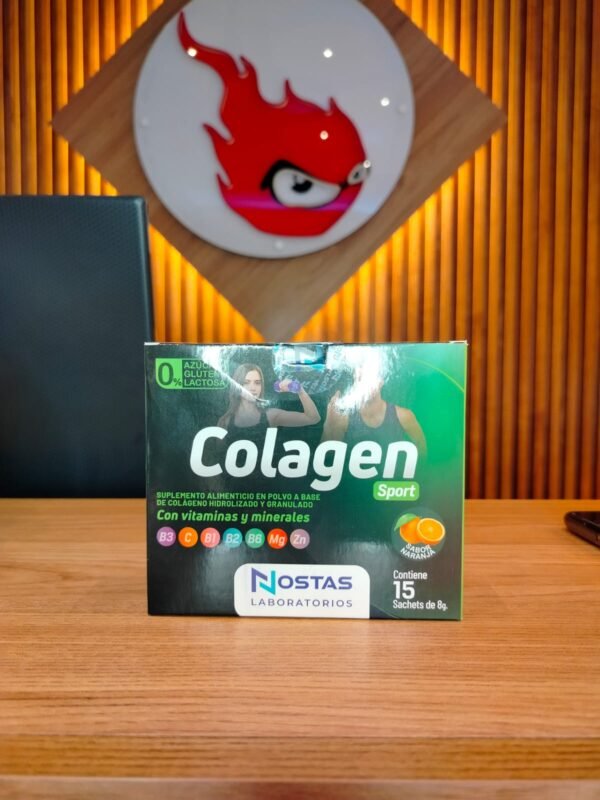 0%
AZÚCAR
GLUTEN
LACTOSA
Colagen
Sport
SUPLEMENTO ALIMENTICIO EN POLVO A BASE
DE COLÁGENO HIDROLIZADO Y GRANULADO
Con vitaminas y minerales
B3 C B1 B2 B6 Mg Zn
SABOR
NARANJA
NOSTAS
LABORATORIOS
Contiene
15
Sachets de 8g.